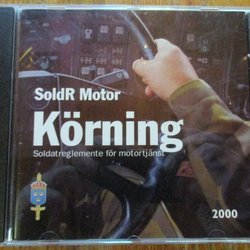 SoldR Motor
Körning
Soldatreglemente för motortjänst
2000